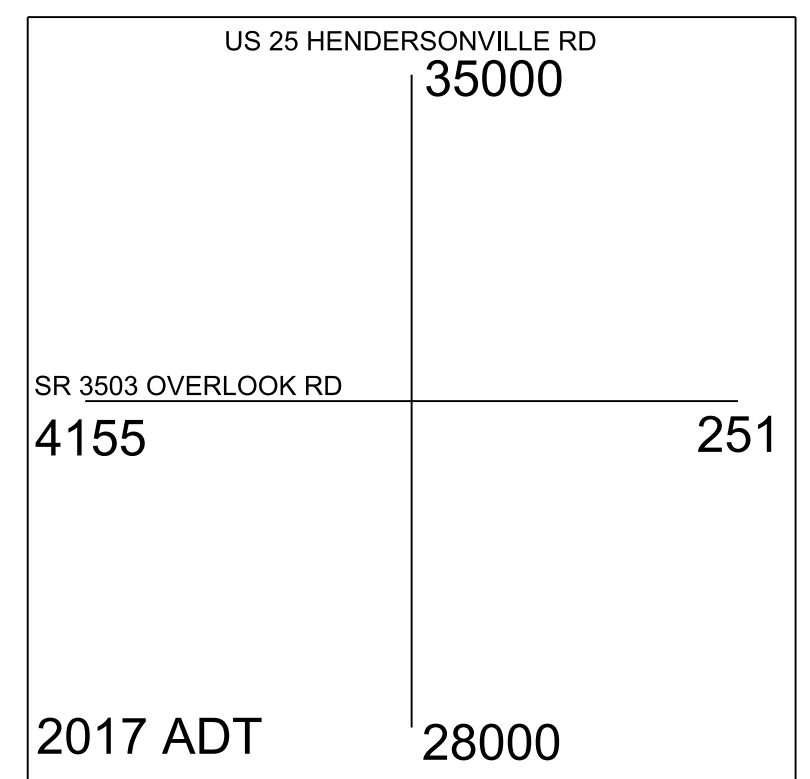 US 25 HENDERSONVILLE RD
35000
SR 3503 OVERLOOK RD
4155
251
2017 ADT
28000